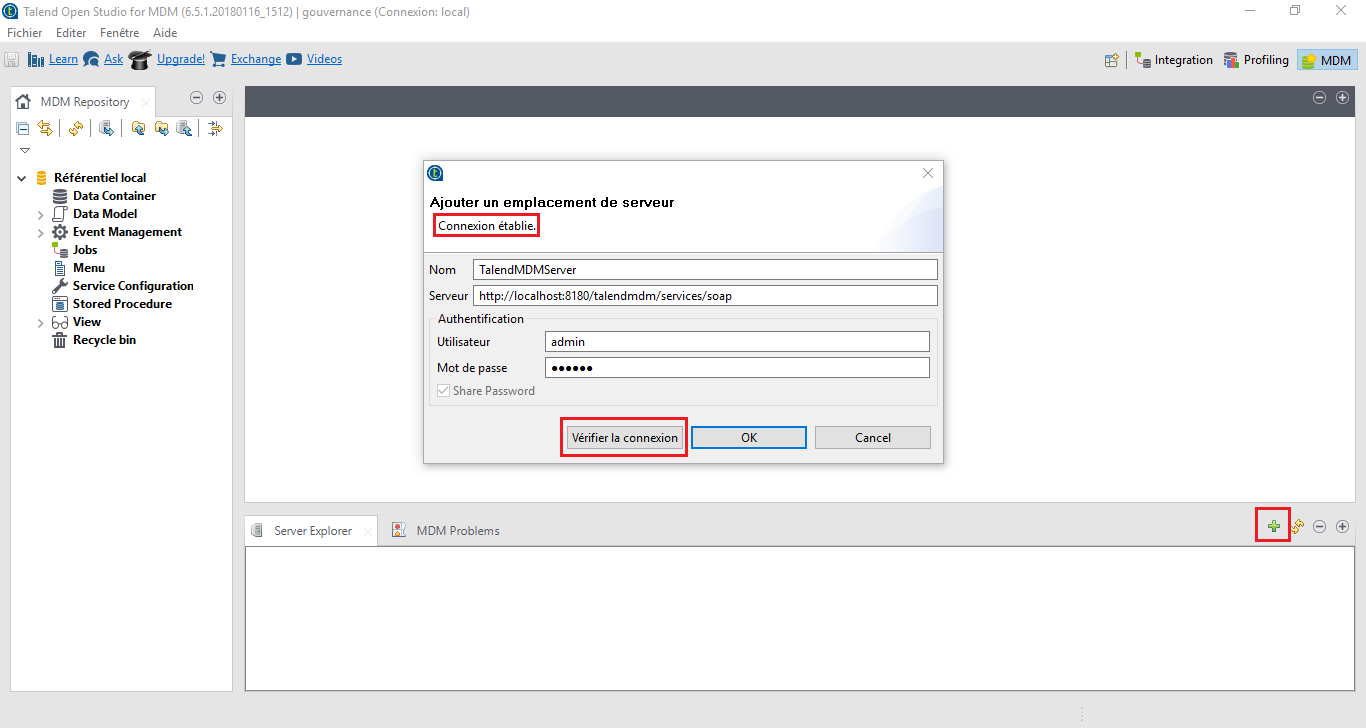 Talend Open Studio for MDM (6.5.1.20180116_1512) | gouvernance (Connexion: local)
Fichier Editer Fenêtre Aide
Learn Ask Upgrade! Exchange Videos Integration Profiling MDM
MDM Repository
Référentiel local
Data Container
Data Model
Event Management
Jobs
Menu
Service Configuration
Stored Procedure
View
Recycle bin
Ajouter un emplacement de serveur
Connexion établie.
Nom TalendMDMServer
Serveur http://localhost:8180/talendmdm/services/soap
Authentification
Utilisateur admin
Mot de passe ●●●●●●
Share Password
Vérifier la connexion OK Cancel
Server Explorer MDM Problems